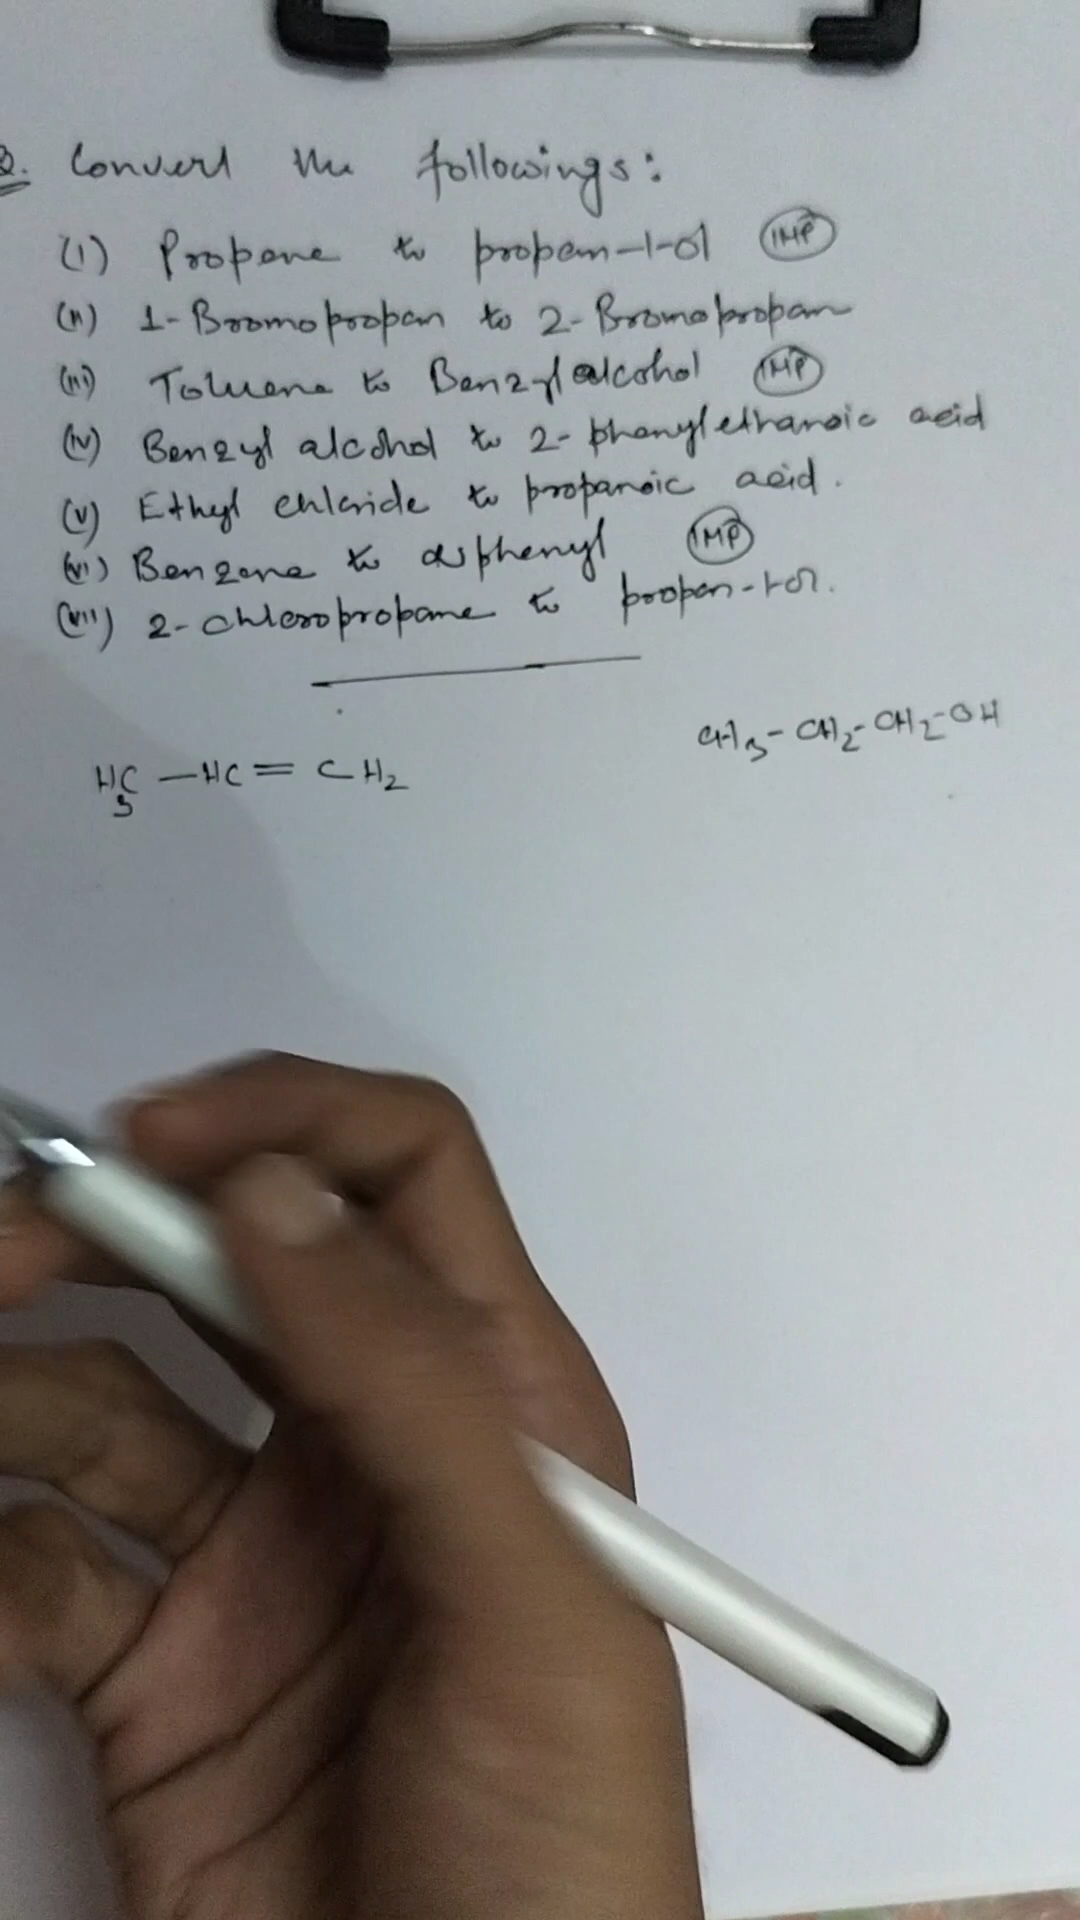 Q. Convert the followings:
(i) Propene to propan-1-ol IMP
(ii) 1-Bromopropan to 2-Bromopropan
(iii) Toluene to Benzyl alcohol IMP
(iv) Benzyl alcohol to 2-phenylethanoic acid
(v) Ethyl chloride to propanoic acid.
(vi) Benzene to diphenyl IMP
(vii) 2-chloropropane to propan-1-ol.
CH3-CH2-CH2-OH
H3C-HC=CH2